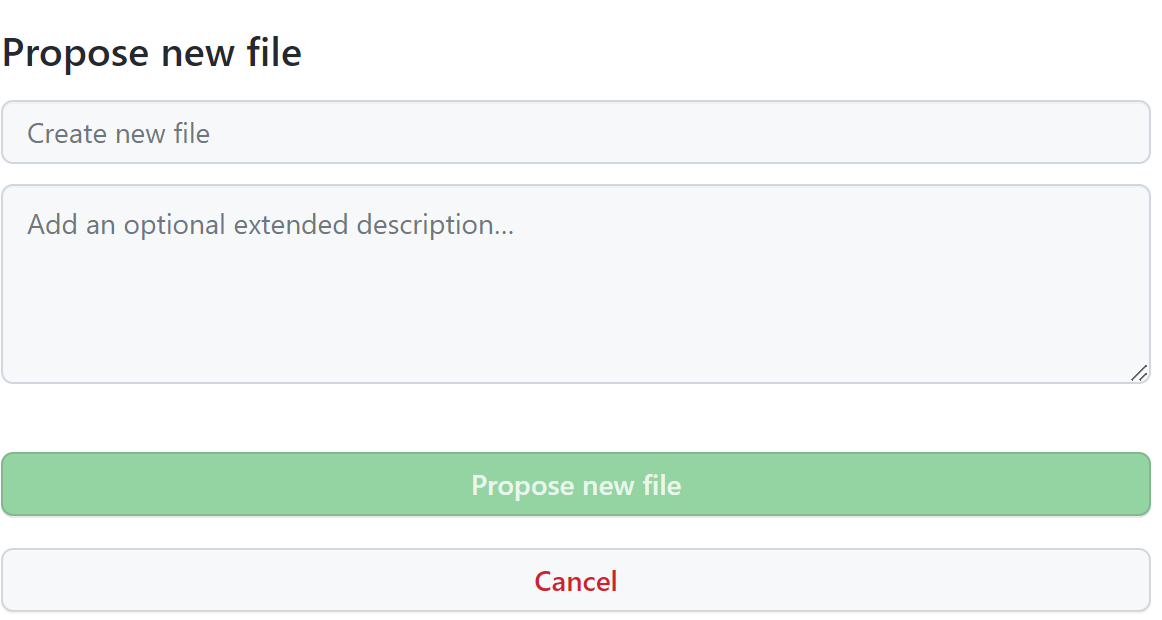 Propose new file
Create new file
Add an optional extended description...
Propose new file
Cancel